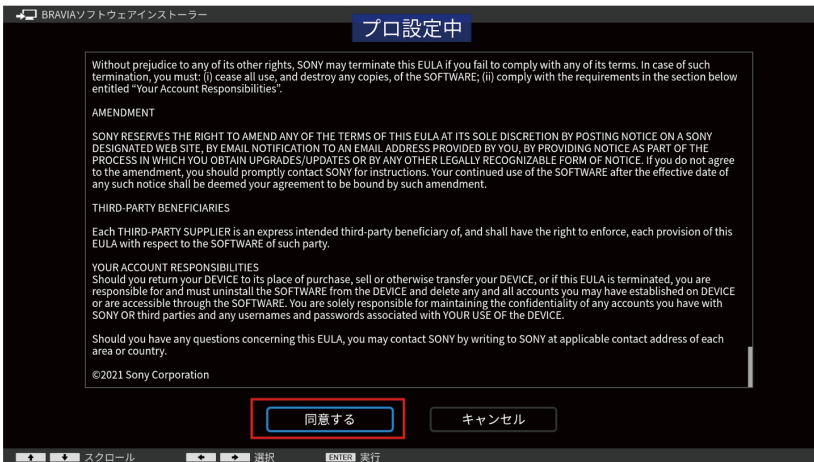 BRAVIAソフトウェアインストーラー
プロ設定中
Without prejudice to any of its other rights, SONY may terminate this EULA if you fail to comply with any of its terms. In case of such
termination, you must: (i) cease all use, and destroy any copies, of the SOFTWARE; (ii) comply with the requirements in the section below
entitled “Your Account Responsibilities”.
AMENDMENT
SONY RESERVES THE RIGHT TO AMEND ANY OF THE TERMS OF THIS EULA AT ITS SOLE DISCRETION BY POSTING NOTICE ON A SONY
DESIGNATED WEB SITE, BY EMAIL NOTIFICATION TO AN EMAIL ADDRESS PROVIDED BY YOU, BY PROVIDING NOTICE AS PART OF THE
PROCESS IN WHICH YOU OBTAIN UPGRADES/UPDATES OR BY ANY OTHER LEGALLY RECOGNIZABLE FORM OF NOTICE. If you do not agree
to the amendment, you should promptly contact SONY for instructions. Your continued use of the SOFTWARE after the effective date of
any such notice shall be deemed your agreement to be bound by such amendment.
THIRD-PARTY BENEFICIARIES
Each THIRD-PARTY SUPPLIER is an express intended third-party beneficiary of, and shall have the right to enforce, each provision of this
EULA with respect to the SOFTWARE of such party.
YOUR ACCOUNT RESPONSIBILITIES
Should you return your DEVICE to its place of purchase, sell or otherwise transfer your DEVICE, or if this EULA is terminated, you are
responsible for and must uninstall the SOFTWARE from the DEVICE and delete any and all accounts you may have established on DEVICE
or are accessible through the SOFTWARE. You are solely responsible for maintaining the confidentiality of any accounts you have with
SONY OR third parties and any usernames and passwords associated with YOUR USE OF the DEVICE.
Should you have any questions concerning this EULA, you may contact SONY by writing to SONY at applicable contact address of each
area or country.
©2021 Sony Corporation
同意する キャンセル
スクロール 選択 ENTER 実行